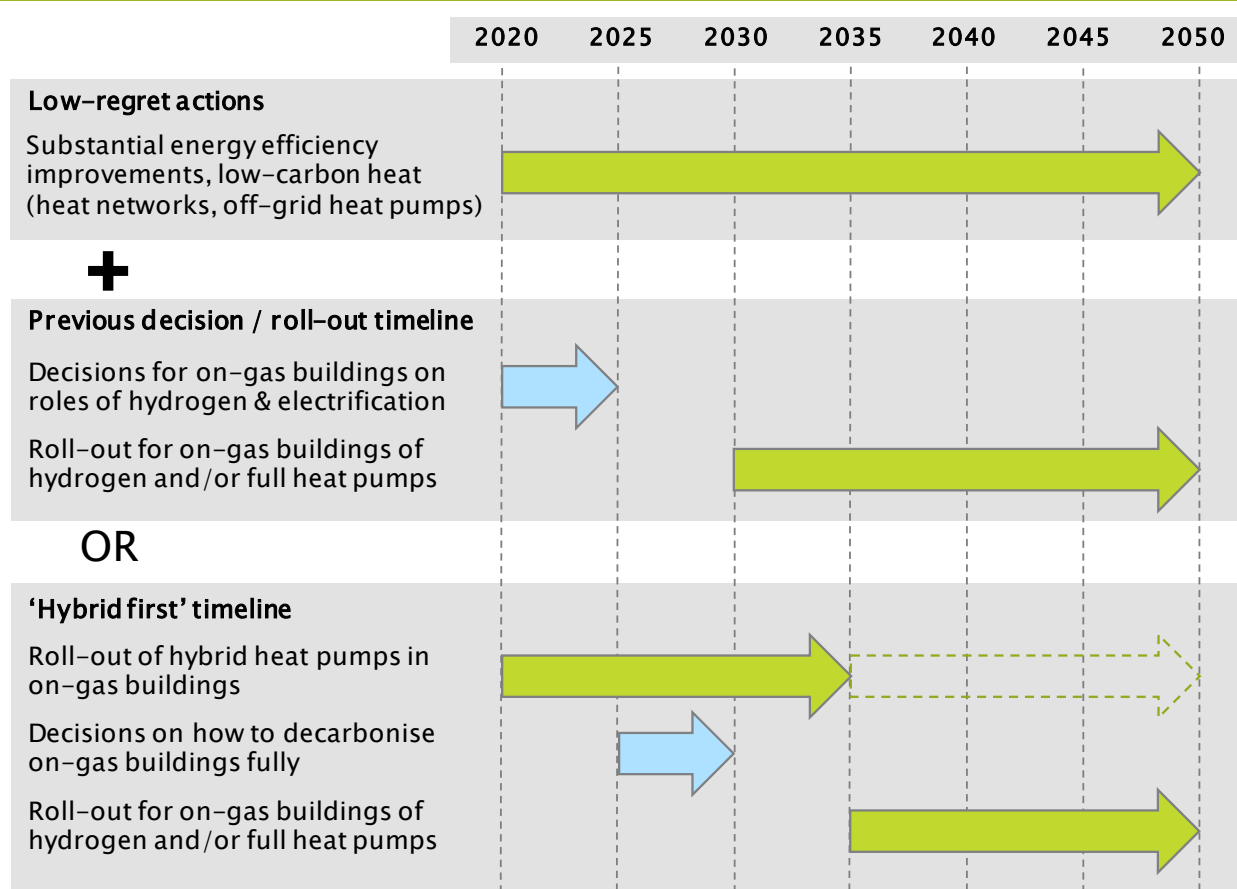 2020 2025 2030 2035 2040 2045 2050
Low-regret actions
Substantial energy efficiency
improvements, low-carbon heat
(heat networks, off-grid heat pumps)
+
Previous decision / roll-out timeline
Decisions for on-gas buildings on
roles of hydrogen & electrification
Roll-out for on-gas buildings of
hydrogen and/or full heat pumps
OR
‘Hybrid first’ timeline
Roll-out of hybrid heat pumps in
on-gas buildings
Decisions on how to decarbonise
on-gas buildings fully
Roll-out for on-gas buildings of
hydrogen and/or full heat pumps